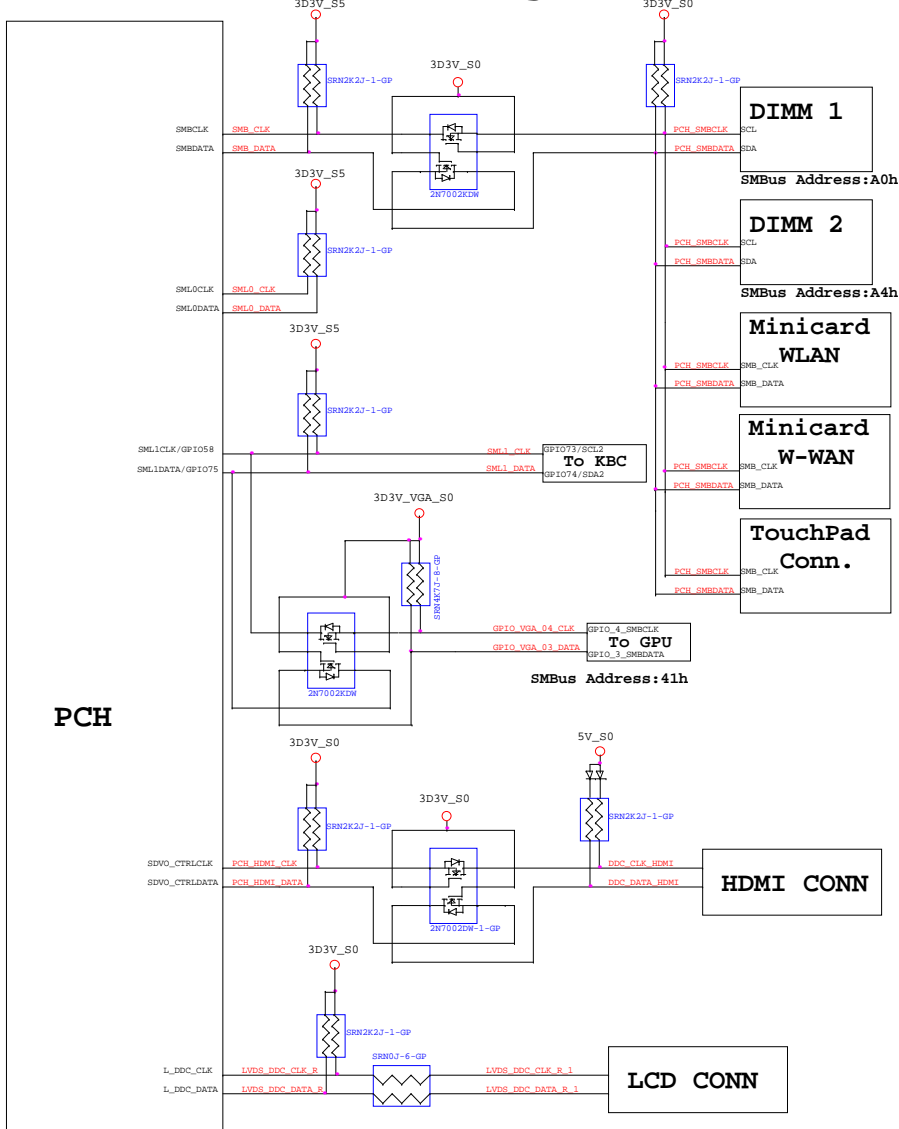 3D3V_S5
3D3V_S0
SRN2K2J-1-GP
3D3V_S0
SRN2K2J-1-GP
DIMM 1
SMBCLK
SMB_CLK
PCH_SMBCLK
SCL
SMBDATA
SMB_DATA
PCH_SMBDATA
SDA
3D3V_S5
2N7002KDW
SMBus Address:A0h
DIMM 2
SRN2K2J-1-GP
PCH_SMBCLK
SCL
PCH_SMBDATA
SDA
SML0CLK
SML0_CLK
SMBus Address:A4h
SML0DATA
SML0_DATA
Minicard
WLAN
3D3V_S5
PCH_SMBCLK
SMB_CLK
PCH_SMBDATA
SMB_DATA
SRN2K2J-1-GP
Minicard
W-WAN
SML1CLK/GPIO58
SML1_CLK
GPIO73/SCL2
To KBC
SML1DATA/GPIO75
SML1_DATA
GPIO74/SDA2
PCH_SMBCLK
SMB_CLK
PCH_SMBDATA
SMB_DATA
3D3V_VGA_S0
TouchPad
Conn.
SRN4K7J-8-GP
PCH_SMBCLK
SMB_CLK
PCH_SMBDATA
SMB_DATA
GPIO_VGA_04_CLK
GPIO_4_SMBCLK
To GPU
GPIO_VGA_03_DATA
GPIO_3_SMBDATA
2N7002KDW
SMBus Address:41h
PCH
3D3V_S0
5V_S0
3D3V_S0
SRN2K2J-1-GP
SRN2K2J-1-GP
SDVO_CTRLCLK
PCH_HDMI_CLK
DDC_CLK_HDMI
SDVO_CTRLDATA
PCH_HDMI_DATA
DDC_DATA_HDMI
HDMI CONN
2N7002DW-1-GP
3D3V_S0
SRN2K2J-1-GP
SRN0J-6-GP
L_DDC_CLK
LVDS_DDC_CLK_R
LVDS_DDC_CLK_R_1
L_DDC_DATA
LVDS_DDC_DATA_R
LVDS_DDC_DATA_R_1
LCD CONN